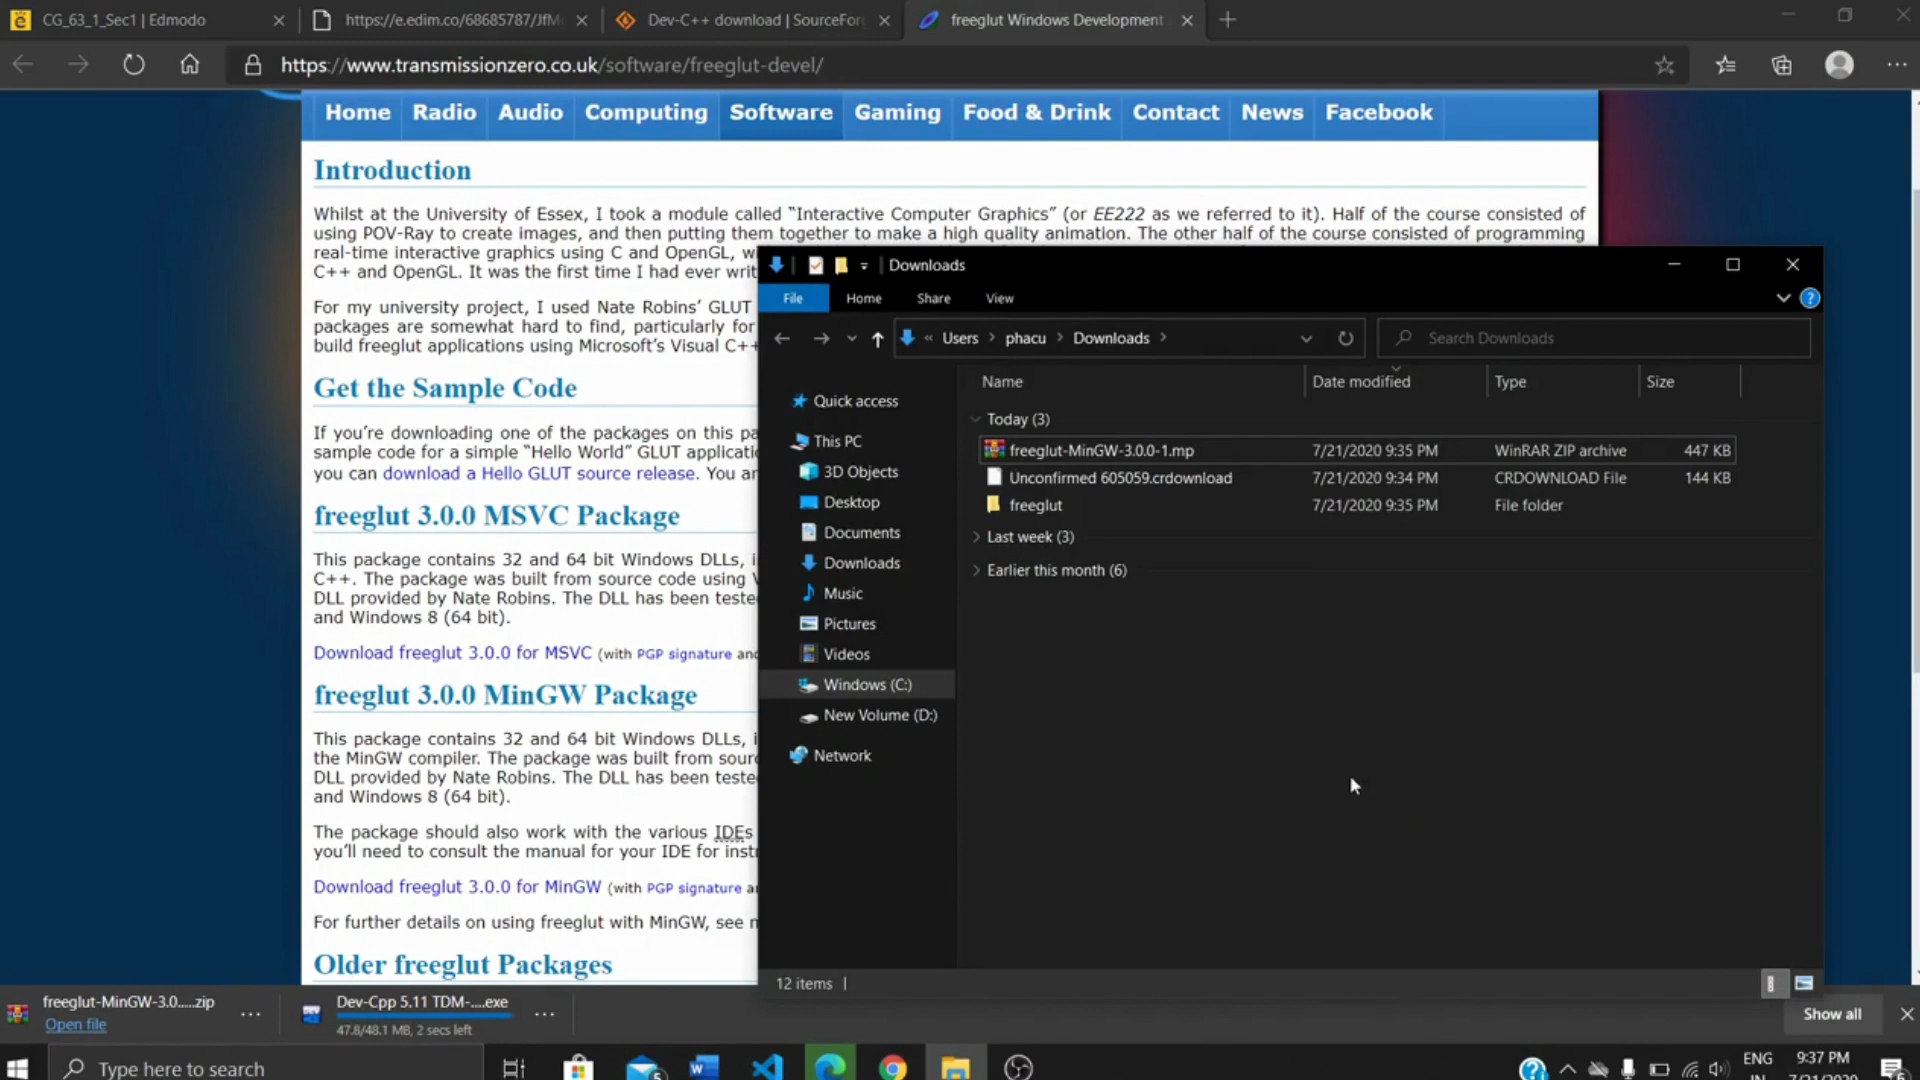 CG_63_1_Sec1 | Edmodo
https://e.edim.co/68685787/JfM
Dev-C++ download | SourceFor
freeglut Windows Development
https://www.transmissionzero.co.uk/software/freeglut-devel/
Home Radio Audio Computing Software Gaming Food & Drink Contact News Facebook
Introduction
Whilst at the University of Essex, I took a module called “Interactive Computer Graphics” (or EE222 as we referred to it). Half of the course consisted of
using POV-Ray to create images, and then putting them together to make a high quality animation. The other half of the course consisted of programming
real-time interactive graphics using C and OpenGL, w
C++ and OpenGL. It was the first time I had ever writ
For my university project, I used Nate Robins’ GLUT
packages are somewhat hard to find, particularly for
build freeglut applications using Microsoft’s Visual C++
Get the Sample Code
If you’re downloading one of the packages on this pa
sample code for a simple “Hello World” GLUT applicati
you can download a Hello GLUT source release. You ar
freeglut 3.0.0 MSVC Package
This package contains 32 and 64 bit Windows DLLs, i
C++. The package was built from source code using V
DLL provided by Nate Robins. The DLL has been teste
and Windows 8 (64 bit).
Download freeglut 3.0.0 for MSVC (with PGP signature and
freeglut 3.0.0 MinGW Package
This package contains 32 and 64 bit Windows DLLs, i
the MinGW compiler. The package was built from sourc
DLL provided by Nate Robins. The DLL has been teste
and Windows 8 (64 bit).
The package should also work with the various IDEs
you’ll need to consult the manual for your IDE for inst
Download freeglut 3.0.0 for MinGW (with PGP signature a
For further details on using freeglut with MinGW, see
Older freeglut Packages
Downloads
File Home Share View
« Users > phacu > Downloads >
Search Downloads
Name Date modified Type Size
Quick access
This PC
3D Objects
Desktop
Documents
Downloads
Music
Pictures
Videos
Windows (C:)
New Volume (D:)
Network
Today (3)
freeglut-MinGW-3.0.0-1.mp 7/21/2020 9:35 PM WinRAR ZIP archive 447 KB
Unconfirmed 605059.crdownload 7/21/2020 9:34 PM CRDOWNLOAD File 144 KB
freeglut 7/21/2020 9:35 PM File folder
Last week (3)
Earlier this month (6)
12 items
freeglut-MinGW-3.0.....zip
Open file
Dev-Cpp 5.11 TDM-....exe
47.8/48.1 MB, 2 secs left
Show all
Type here to search
5
ENG
IN
9:37 PM
7/21/2020